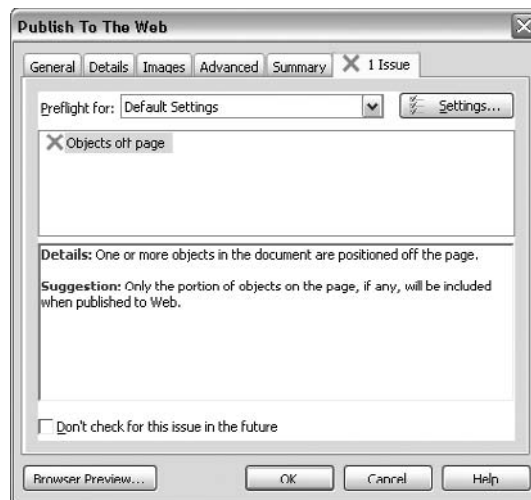 Publish To The Web
General Details Images Advanced Summary 1 Issue
Preflight for: Default Settings Settings...
Objects off page
Details: One or more objects in the document are positioned off the page.
Suggestion: Only the portion of objects on the page, if any, will be included
when published to Web.
Don't check for this issue in the future
Browser Preview... OK Cancel Help